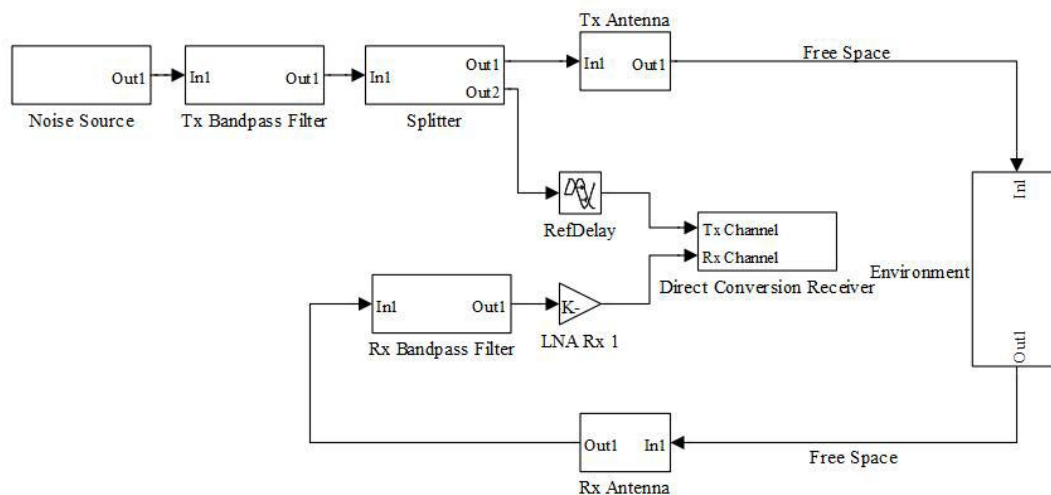 Tx Antenna
In1 Out1
Free Space
Out1
Noise Source
In1 Out1
Tx Bandpass Filter
In1 Out1
Out2
Splitter
RefDelay
Tx Channel
Rx Channel
Direct Conversion Receiver
In1
Environment
Out1
In1 Out1
Rx Bandpass Filter
K-
LNA Rx 1
Out1 In1
Rx Antenna
Free Space